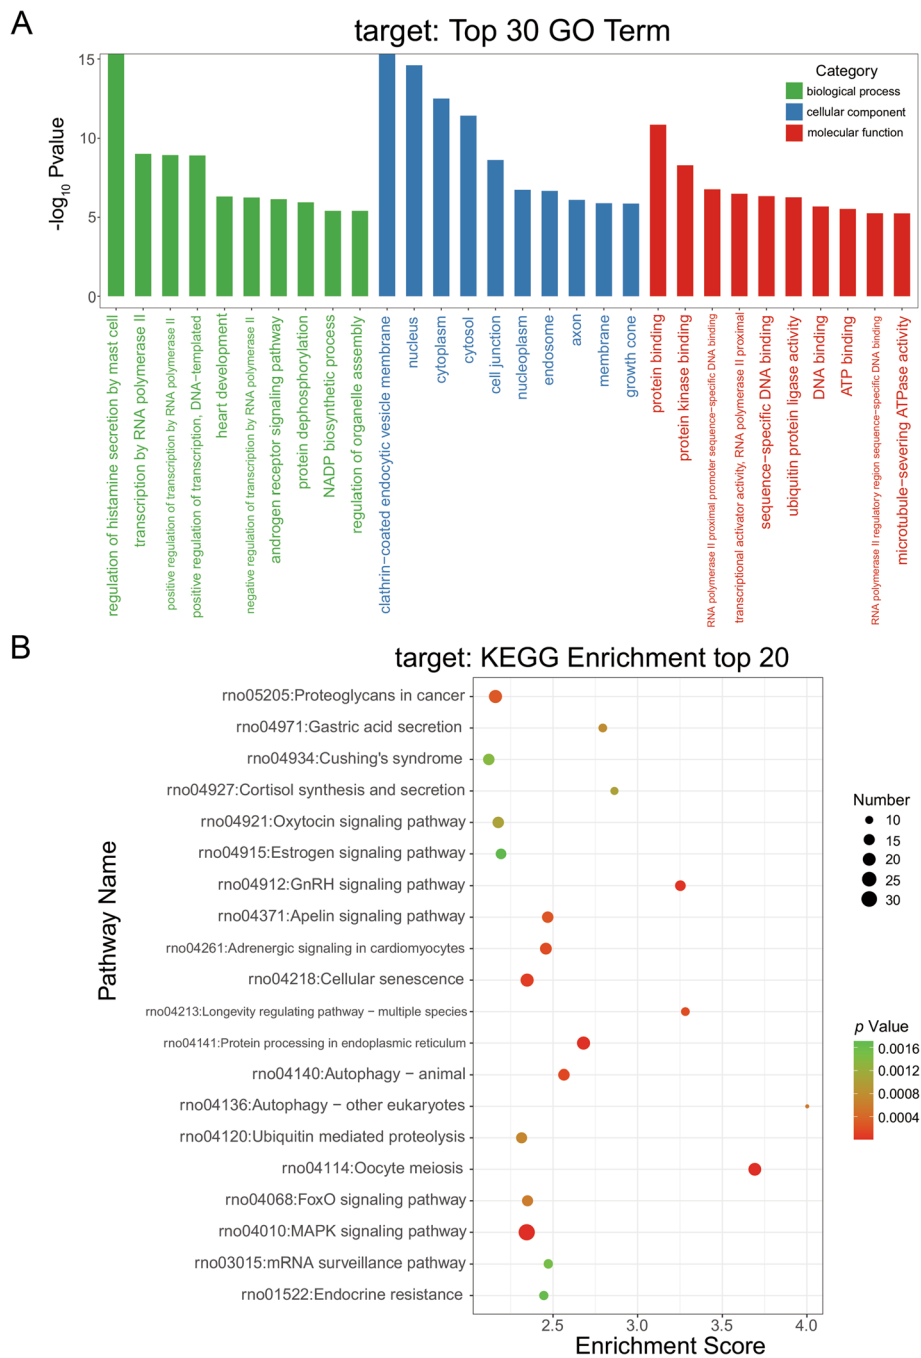 A
target: Top 30 GO Term
-log10 Pvalue
15
10
5
0
Category
biological process
cellular component
molecular function
regulation of histamine secretion by mast cell
transcription by RNA polymerase II
positive regulation of transcription by RNA polymerase II
positive regulation of transcription, DNA−templated
heart development
negative regulation of transcription by RNA polymerase II
androgen receptor signaling pathway
protein dephosphorylation
NADP biosynthetic process
regulation of organelle assembly
clathrin−coated endocytic vesicle membrane
nucleus
cytoplasm
cytosol
cell junction
nucleoplasm
endosome
axon
membrane
growth cone
protein binding
protein kinase binding
RNA polymerase II proximal promoter sequence−specific DNA binding
transcriptional activator activity, RNA polymerase II proximal
sequence−specific DNA binding
ubiquitin protein ligase activity
DNA binding
ATP binding
RNA polymerase II regulatory region sequence−specific DNA binding
microtubule−severing ATPase activity
B
target: KEGG Enrichment top 20
Pathway Name
rno05205:Proteoglycans in cancer
rno04971:Gastric acid secretion
rno04934:Cushing's syndrome
rno04927:Cortisol synthesis and secretion
rno04921:Oxytocin signaling pathway
rno04915:Estrogen signaling pathway
rno04912:GnRH signaling pathway
rno04371:Apelin signaling pathway
rno04261:Adrenergic signaling in cardiomyocytes
rno04218:Cellular senescence
rno04213:Longevity regulating pathway − multiple species
rno04141:Protein processing in endoplasmic reticulum
rno04140:Autophagy − animal
rno04136:Autophagy − other eukaryotes
rno04120:Ubiquitin mediated proteolysis
rno04114:Oocyte meiosis
rno04068:FoxO signaling pathway
rno04010:MAPK signaling pathway
rno03015:mRNA surveillance pathway
rno01522:Endocrine resistance
2.5
3.0
3.5
4.0
Enrichment Score
Number
10
15
20
25
30
p Value
0.0016
0.0012
0.0008
0.0004